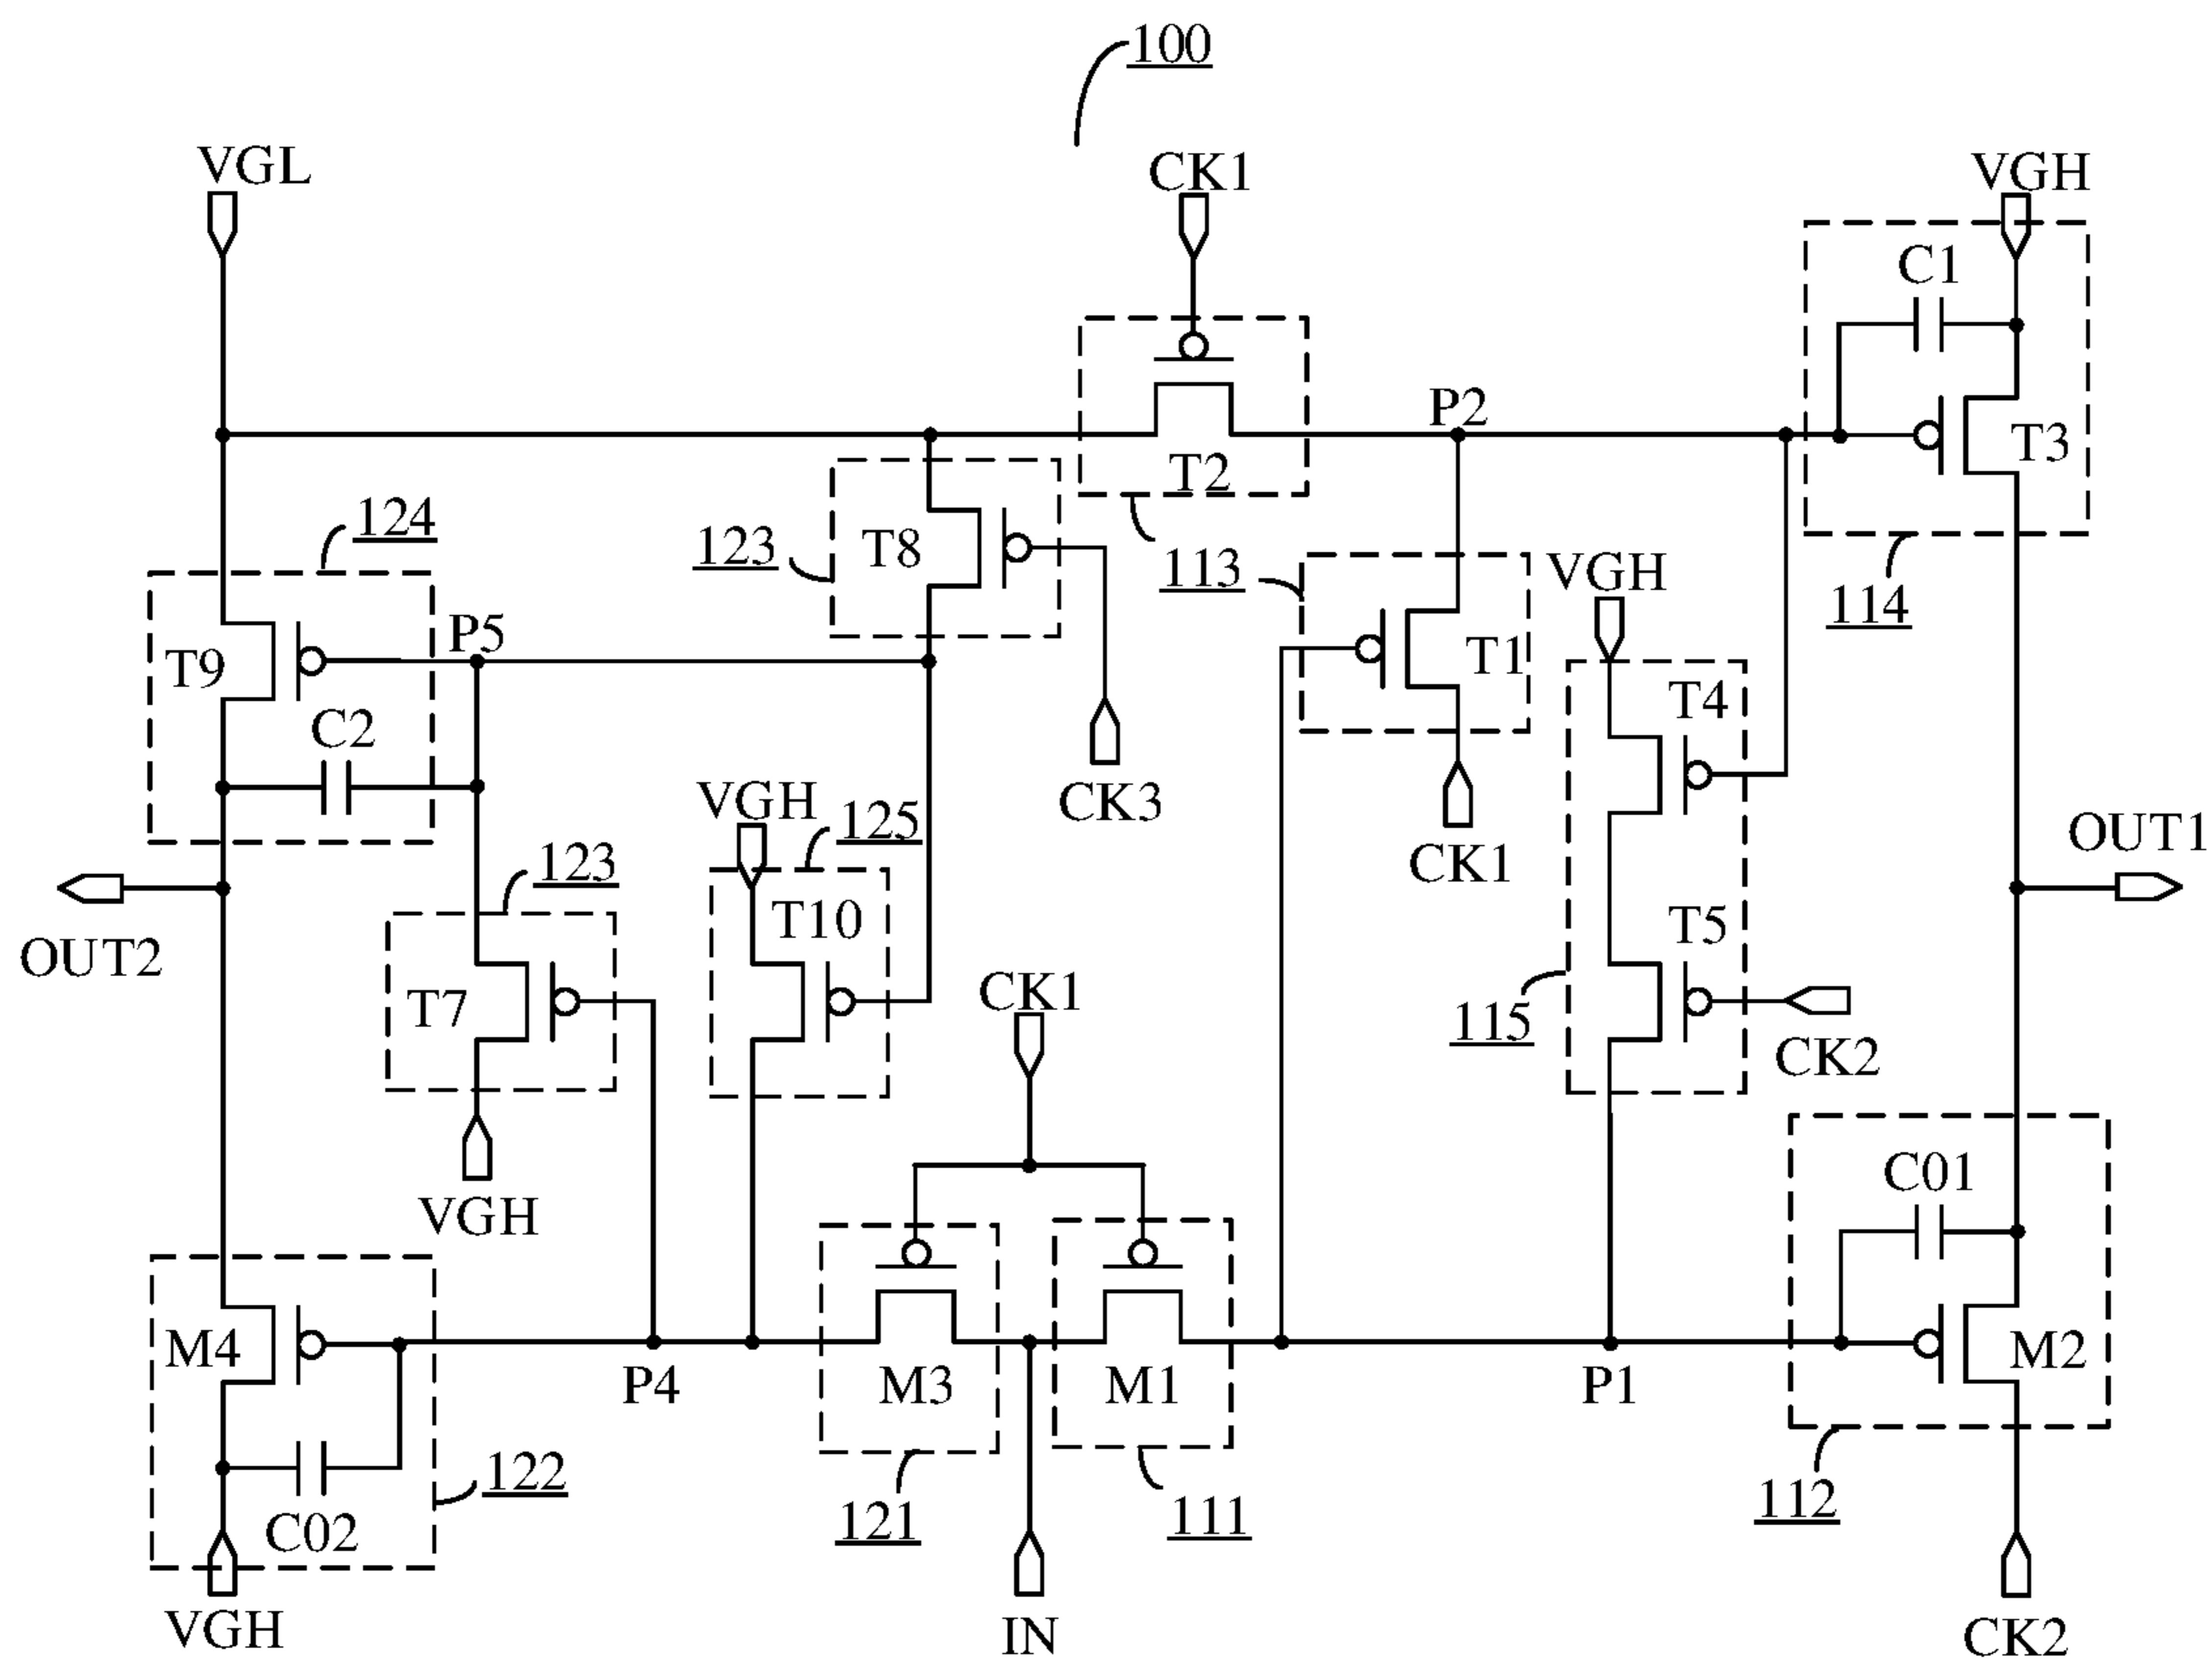 100
VGL
CK1
VGH
C1
P2
T3
T2
124
123
T8
113
113
VGH
114
P5
T9
T1
T4
C2
CK3
VGH
125
CK1
OUT1
123
T10
T5
OUT2
T7
CK1
115
CK2
C01
VGH
M4
M2
P4
M3
M1
P1
122
121
111
112
C02
VGH
IN
CK2